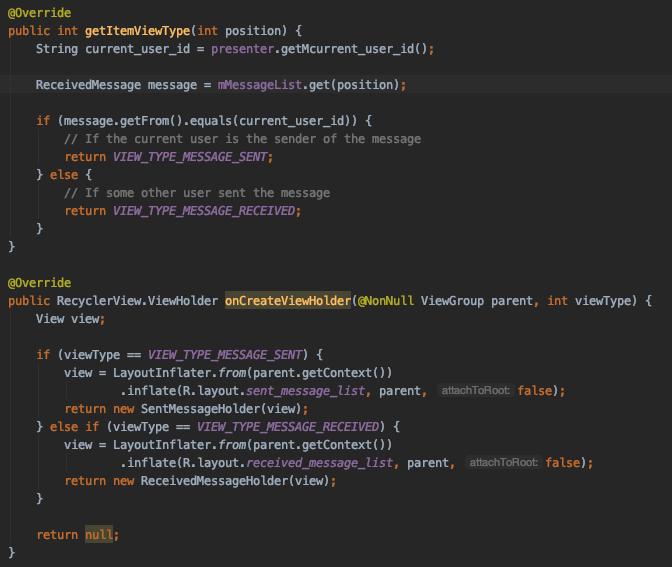 @Override
public int getItemViewType(int position) {
    String current_user_id = presenter.getMcurrent_user_id();

    ReceivedMessage message = mMessageList.get(position);

    if (message.getFrom().equals(current_user_id)) {
        // If the current user is the sender of the message
        return VIEW_TYPE_MESSAGE_SENT;
    } else {
        // If some other user sent the message
        return VIEW_TYPE_MESSAGE_RECEIVED;
    }
}

@Override
public RecyclerView.ViewHolder onCreateViewHolder(@NonNull ViewGroup parent, int viewType) {
    View view;

    if (viewType == VIEW_TYPE_MESSAGE_SENT) {
        view = LayoutInflater.from(parent.getContext())
                .inflate(R.layout.sent_message_list, parent, attachToRoot: false);
        return new SentMessageHolder(view);
    } else if (viewType == VIEW_TYPE_MESSAGE_RECEIVED) {
        view = LayoutInflater.from(parent.getContext())
                .inflate(R.layout.received_message_list, parent, attachToRoot: false);
        return new ReceivedMessageHolder(view);
    }

    return null;
}